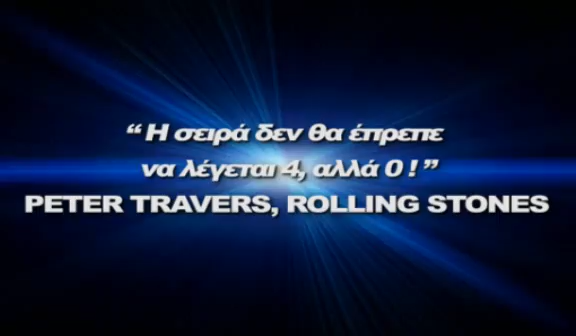 “ Η σειρά δεν θα έπρεπε
να λέγεται 4, αλλά 0 ! ”
PETER TRAVERS, ROLLING STONES